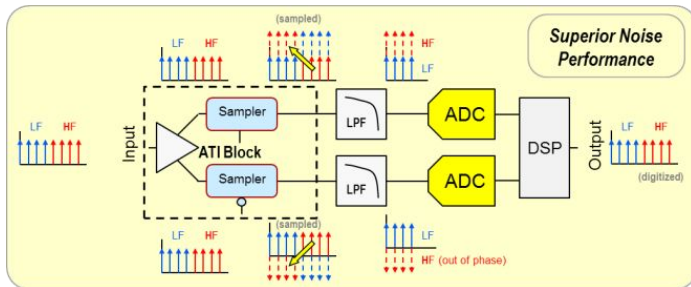 (sampled)
Superior Noise
Performance
LF HF
HF
LF
LF HF
Input
Sampler
ATI Block
Sampler
LPF
LPF
ADC
ADC
DSP
Output
LF HF
(digitized)
LF HF
(sampled)
LF
HF (out of phase)